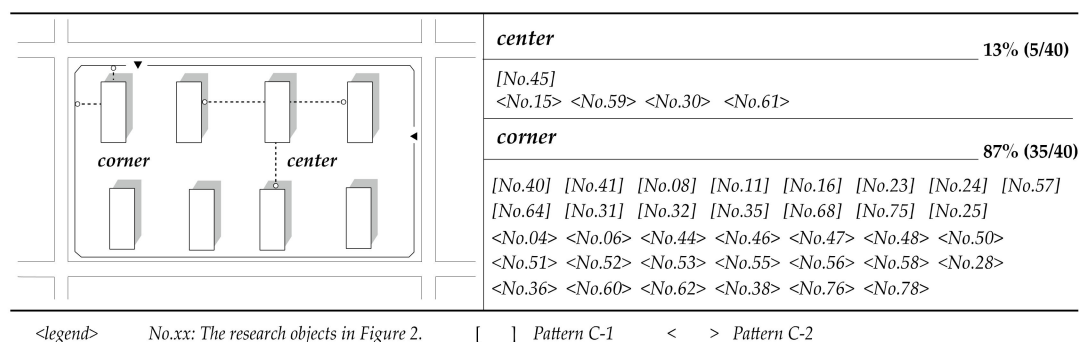 corner
center
center
13% (5/40)
[No.45]
<No.15> <No.59> <No.30> <No.61>
corner
87% (35/40)
[No.40] [No.41] [No.08] [No.11] [No.16] [No.23] [No.24] [No.57]
[No.64] [No.31] [No.32] [No.35] [No.68] [No.75] [No.25]
<No.04> <No.06> <No.44> <No.46> <No.47> <No.48> <No.50>
<No.51> <No.52> <No.53> <No.55> <No.56> <No.58> <No.28>
<No.36> <No.60> <No.62> <No.38> <No.76> <No.78>
<legend> No.xx: The research objects in Figure 2. [ ] Pattern C-1 < > Pattern C-2